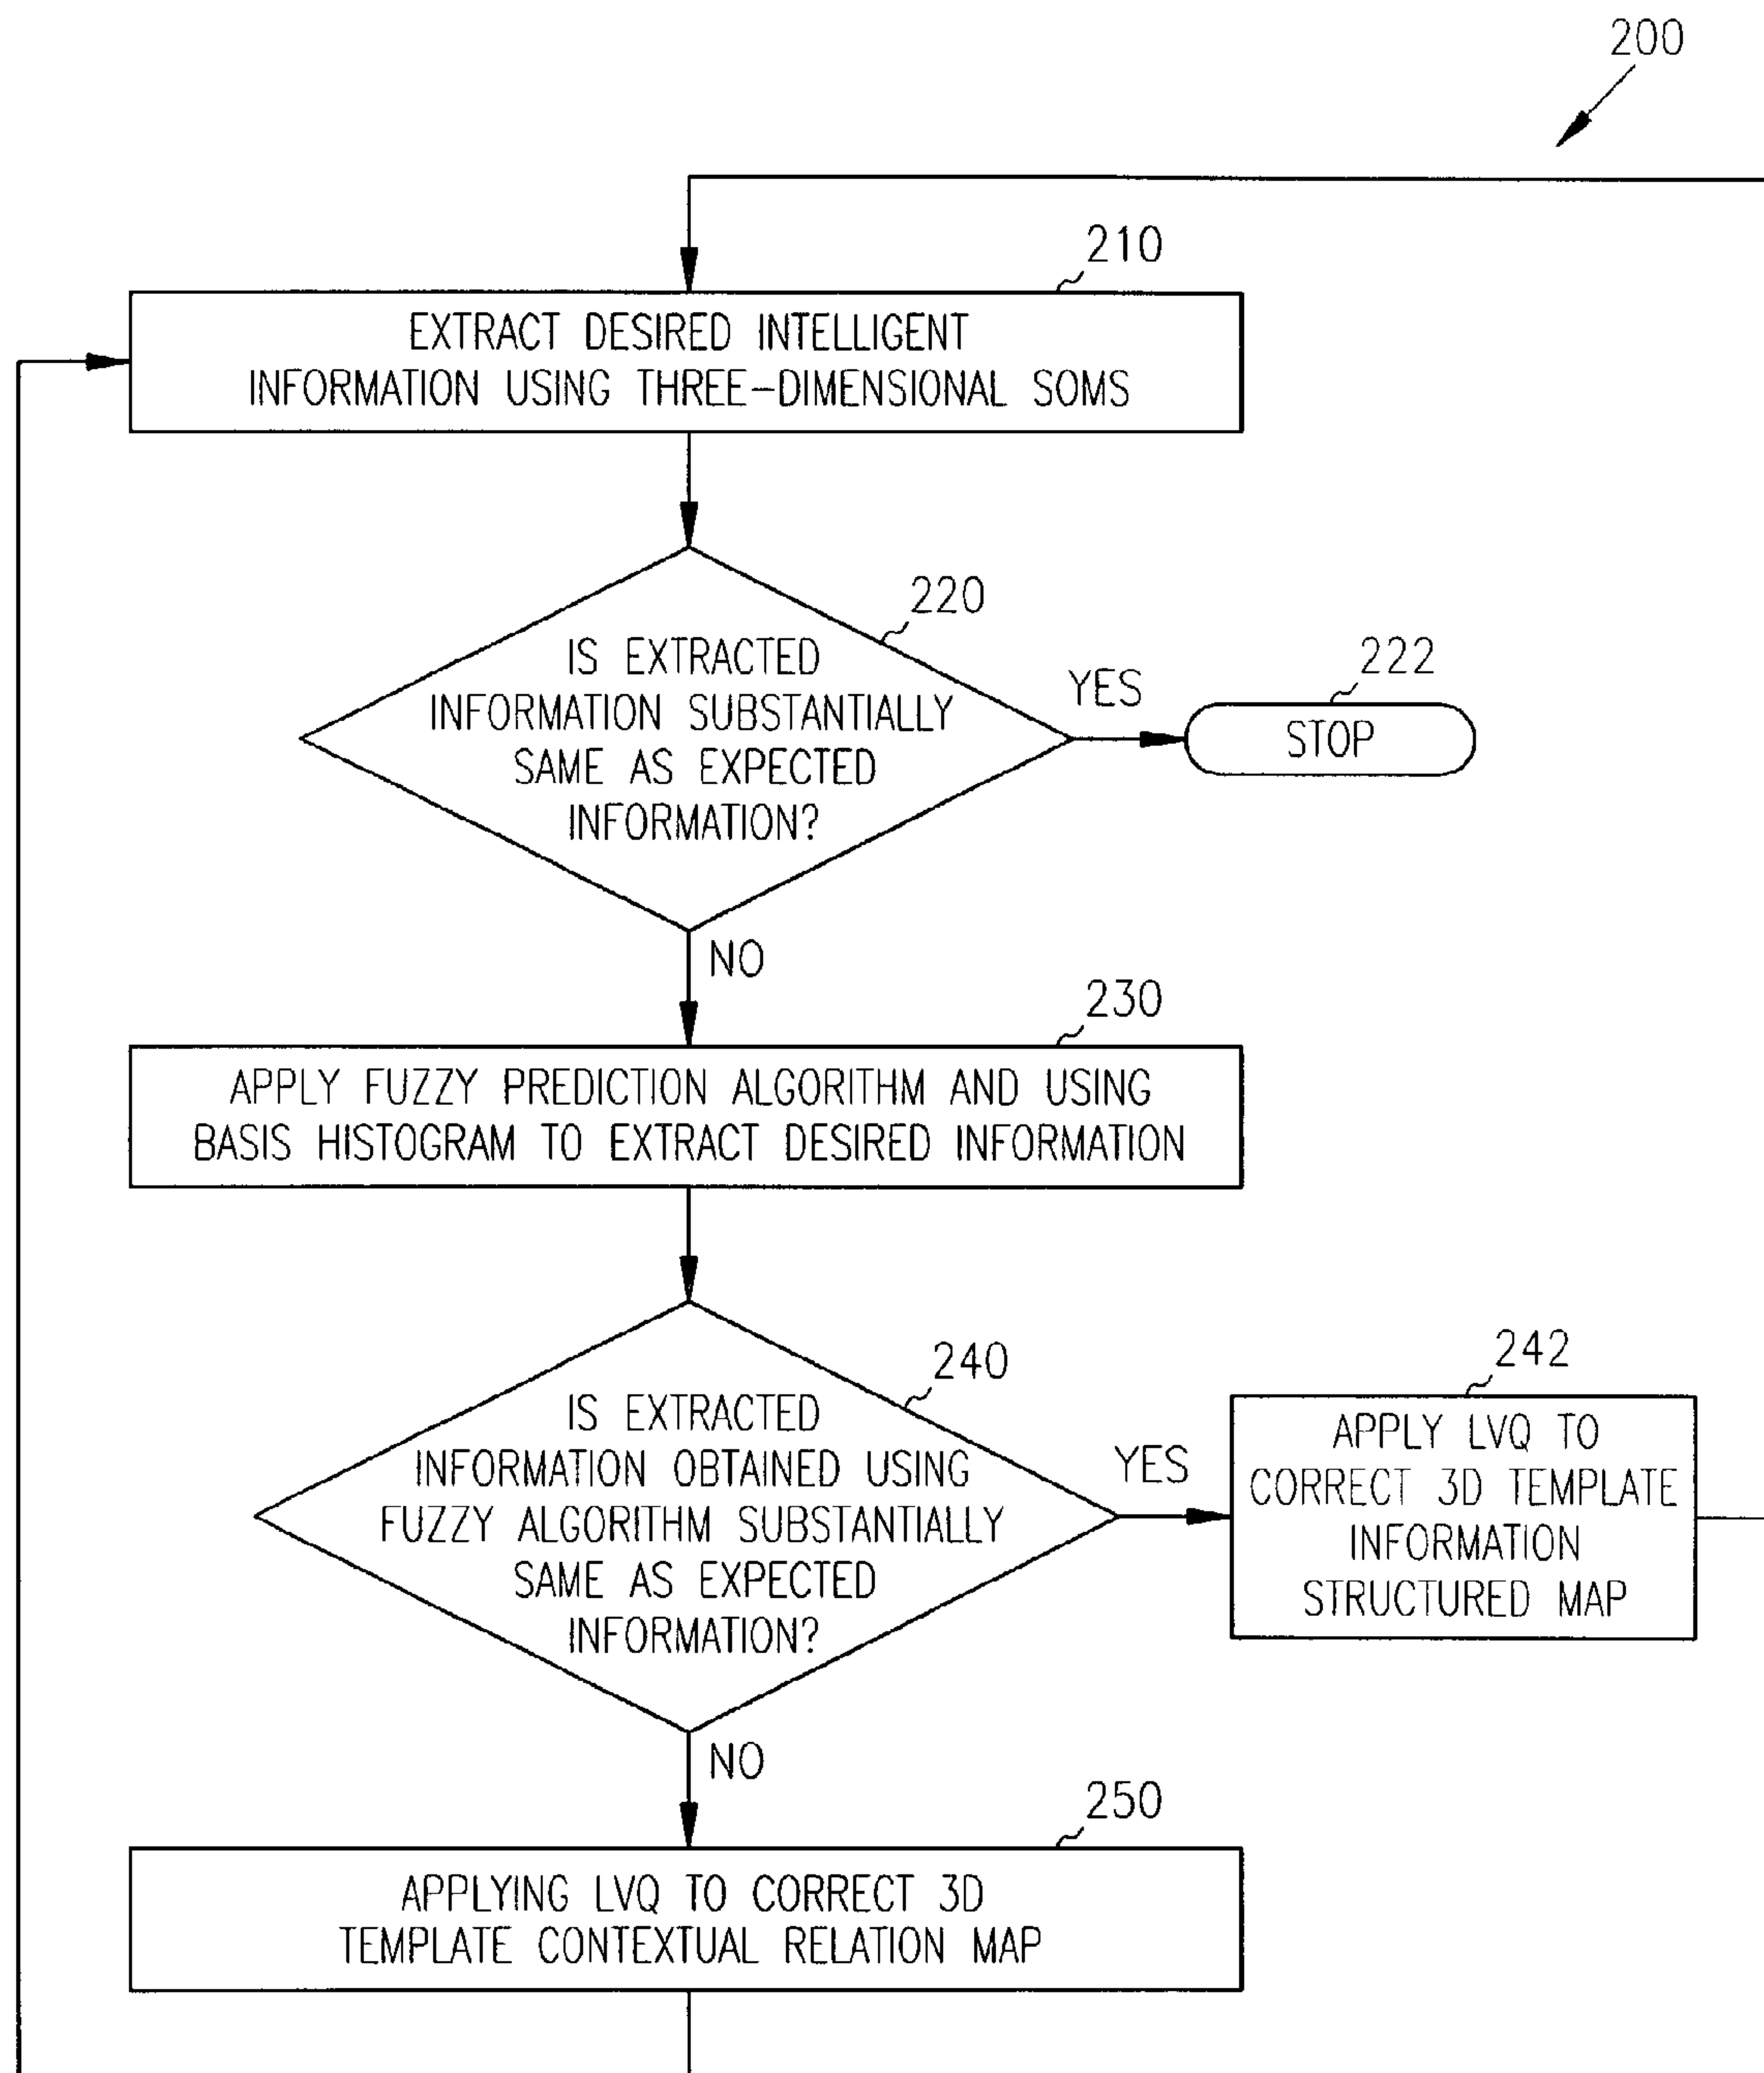 200
210
EXTRACT DESIRED INTELLIGENT
INFORMATION USING THREE-DIMENSIONAL SOMS
220
IS EXTRACTED
INFORMATION SUBSTANTIALLY
SAME AS EXPECTED
INFORMATION?
YES
222
STOP
NO
230
APPLY FUZZY PREDICTION ALGORITHM AND USING
BASIS HISTOGRAM TO EXTRACT DESIRED INFORMATION
240
IS EXTRACTED
INFORMATION OBTAINED USING
FUZZY ALGORITHM SUBSTANTIALLY
SAME AS EXPECTED
INFORMATION?
YES
242
APPLY LVQ TO
CORRECT 3D TEMPLATE
INFORMATION
STRUCTURED MAP
NO
250
APPLYING LVQ TO CORRECT 3D
TEMPLATE CONTEXTUAL RELATION MAP